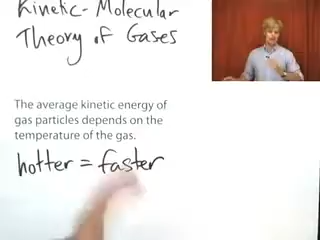 Kinetic-Molecular
Theory of Gases
The average kinetic energy of
gas particles depends on the
temperature of the gas.
hotter = faster